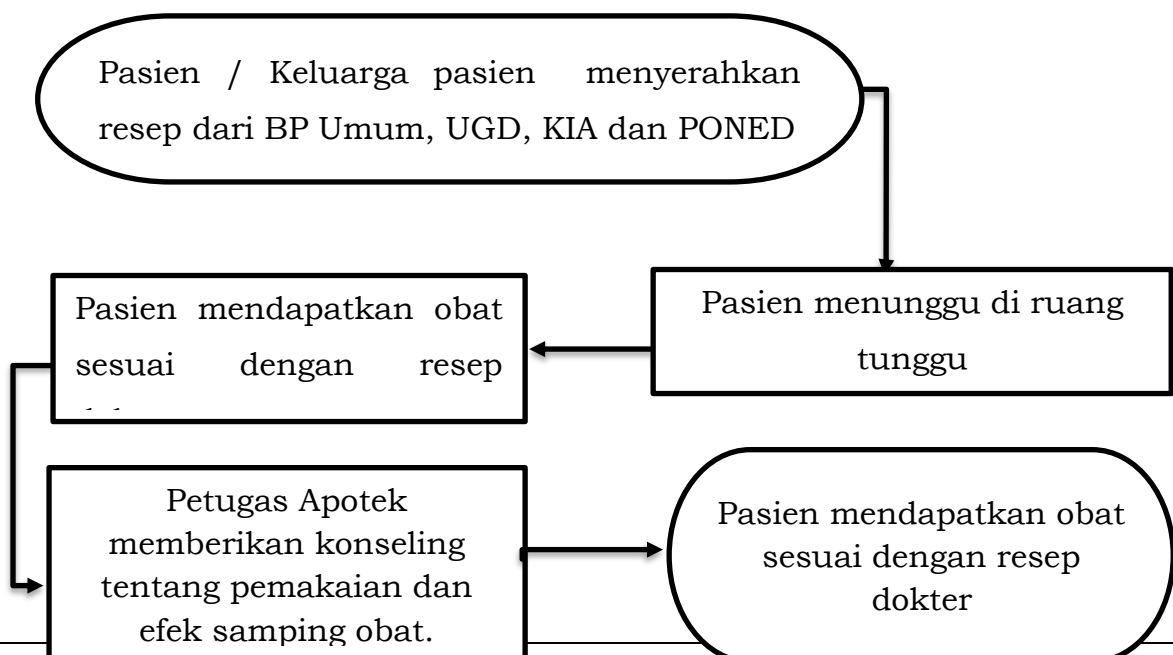 Pasien / Keluarga pasien menyerahkan
resep dari BP Umum, UGD, KIA dan PONED
Pasien menunggu di ruang
tunggu
Pasien mendapatkan obat
sesuai dengan resep
Petugas Apotek
memberikan konseling
tentang pemakaian dan
efek samping obat.
Pasien mendapatkan obat
sesuai dengan resep
dokter